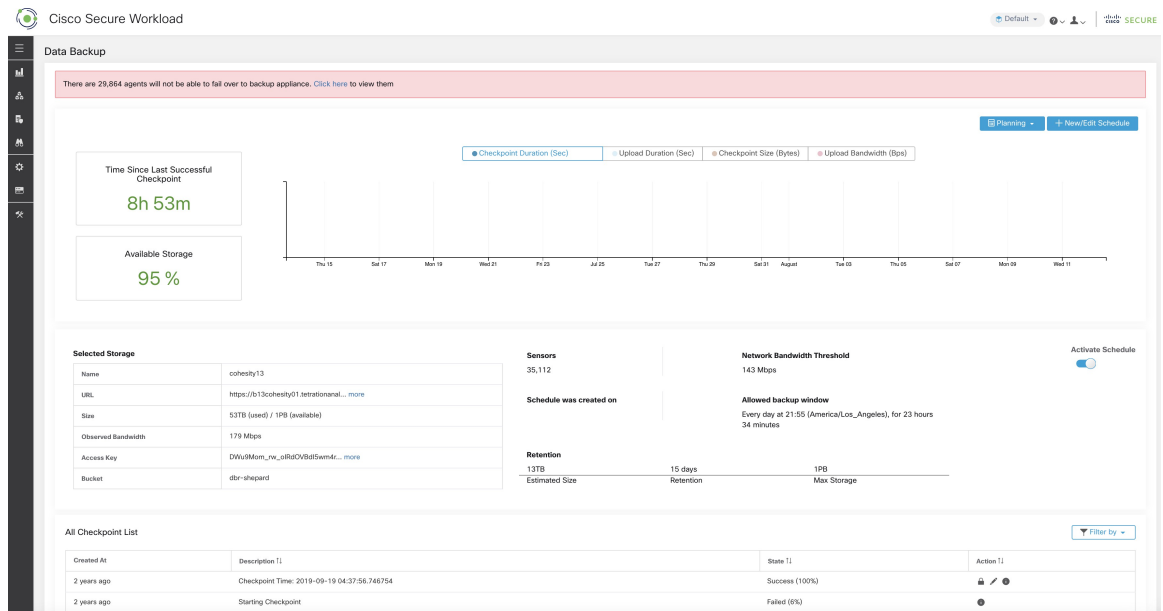 Cisco Secure Workload
Default
CISCO SECURE
Data Backup
There are 29,864 agents will not be able to fail over to backup appliance. Click here to view them
Planning
+ New/Edit Schedule
Time Since Last Successful
Checkpoint
8h 53m
Available Storage
95 %
Checkpoint Duration (Sec) Upload Duration (Sec) Checkpoint Size (Bytes) Upload Bandwidth (Bps)
Thu 15 Sat 17 Mon 19 Wed 21 Fri 23 Jul 25 Tue 27 Thu 29 Sat 31 August Tue 03 Thu 05 Sat 07 Mon 09 Wed 11
Selected Storage
Name cohesity13
URL https://b13cohesity01.tetrationanal... more
Size 53TB (used) / 1PB (available)
Observed Bandwidth 179 Mbps
Access Key DWu9Mom_rw_oIRdOVBdI5wm4r... more
Bucket dbr-shepard
Sensors
35,112
Network Bandwidth Threshold
143 Mbps
Activate Schedule
Schedule was created on
Allowed backup window
Every day at 21:55 (America/Los_Angeles), for 23 hours
34 minutes
Retention
13TB 15 days 1PB
Estimated Size Retention Max Storage
All Checkpoint List
Filter by
Created At Description State Action
2 years ago Checkpoint Time: 2019-09-19 04:37:56.746754 Success (100%)
2 years ago Starting Checkpoint Failed (6%)